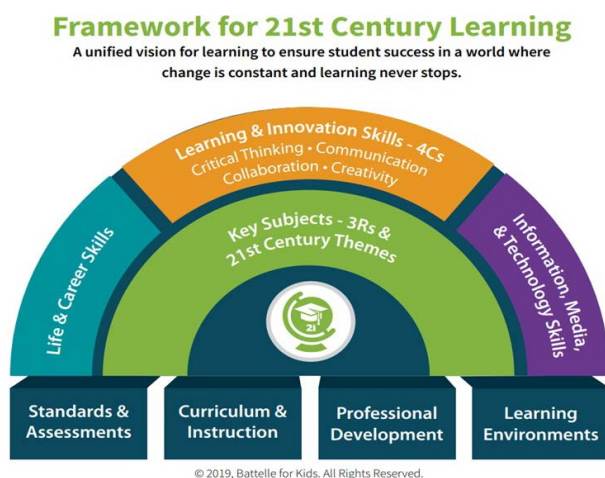 Framework for 21st Century Learning
A unified vision for learning to ensure student success in a world where
change is constant and learning never stops.
Learning & Innovation Skills - 4Cs
Critical Thinking • Communication
Collaboration • Creativity
Life & Career Skills
Key Subjects - 3Rs &
21st Century Themes
Information, Media,
& Technology Skills
21
Standards &
Assessments
Curriculum &
Instruction
Professional
Development
Learning
Environments
© 2019, Battelle for Kids. All Rights Reserved.